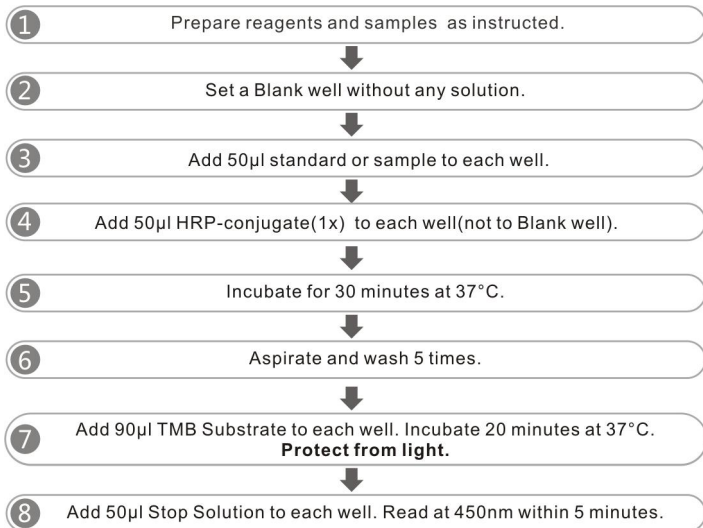 1 Prepare reagents and samples as instructed.
2 Set a Blank well without any solution.
3 Add 50μl standard or sample to each well.
4 Add 50μl HRP-conjugate(1x) to each well(not to Blank well).
5 Incubate for 30 minutes at 37°C.
6 Aspirate and wash 5 times.
7 Add 90μl TMB Substrate to each well. Incubate 20 minutes at 37°C.
Protect from light.
8 Add 50μl Stop Solution to each well. Read at 450nm within 5 minutes.